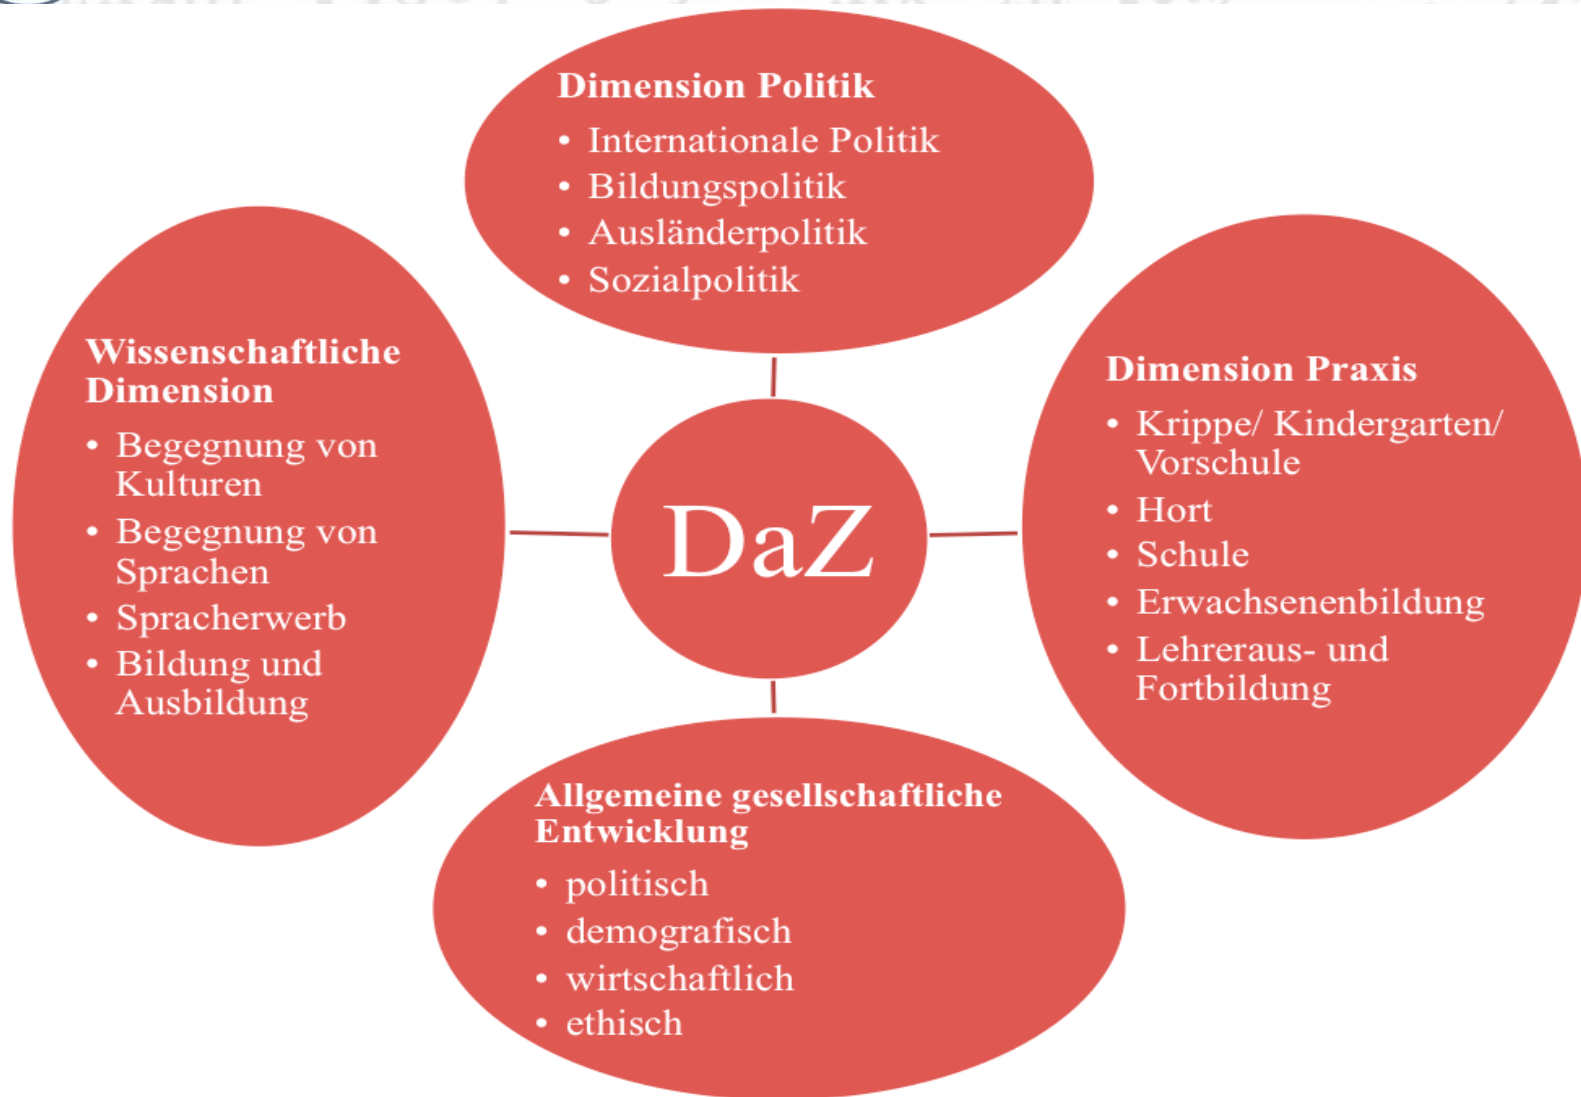 Dimension Politik
• Internationale Politik
• Bildungspolitik
• Ausländerpolitik
• Sozialpolitik
Wissenschaftliche
Dimension
• Begegnung von
Kulturen
• Begegnung von
Sprachen
• Spracherwerb
• Bildung und
Ausbildung
DaZ
Dimension Praxis
• Krippe/ Kindergarten/
Vorschule
• Hort
• Schule
• Erwachsenenbildung
• Lehreraus- und
Fortbildung
Allgemeine gesellschaftliche
Entwicklung
• politisch
• demografisch
• wirtschaftlich
• ethisch